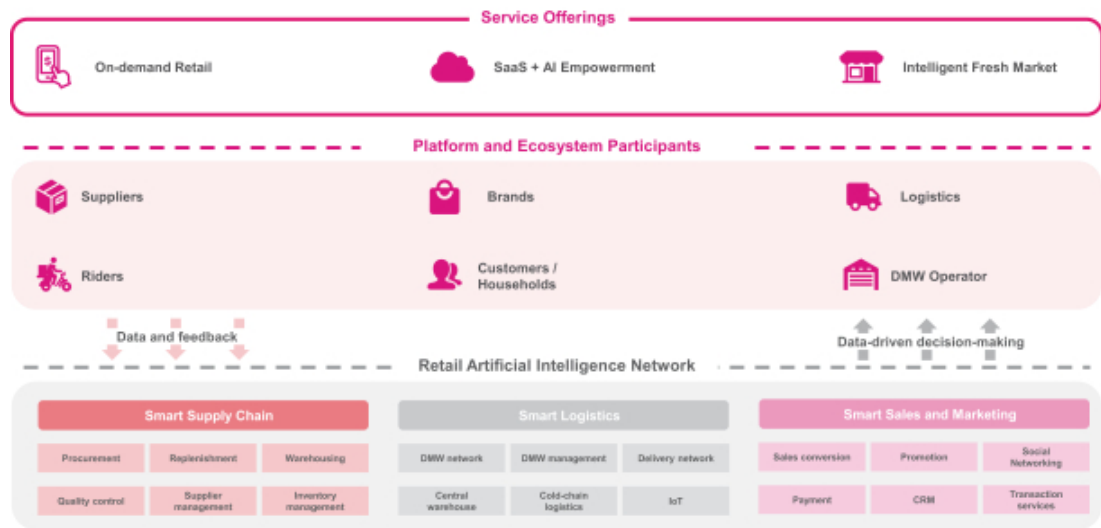 Service Offerings
On-demand Retail
SaaS + AI Empowerment
Intelligent Fresh Market
Platform and Ecosystem Participants
Suppliers
Brands
Logistics
Riders
Customers /
Households
DMW Operator
Data and feedback
Data-driven decision-making
Retail Artificial Intelligence Network
Smart Supply Chain
Smart Logistics
Smart Sales and Marketing
Procurement
Replenishment
Warehousing
DMW network
DMW management
Delivery network
Sales conversion
Promotion
Social
Networking
Quality control
Supplier
management
Inventory
management
Central
warehouse
Cold-chain
logistics
IoT
Payment
CRM
Transaction
services